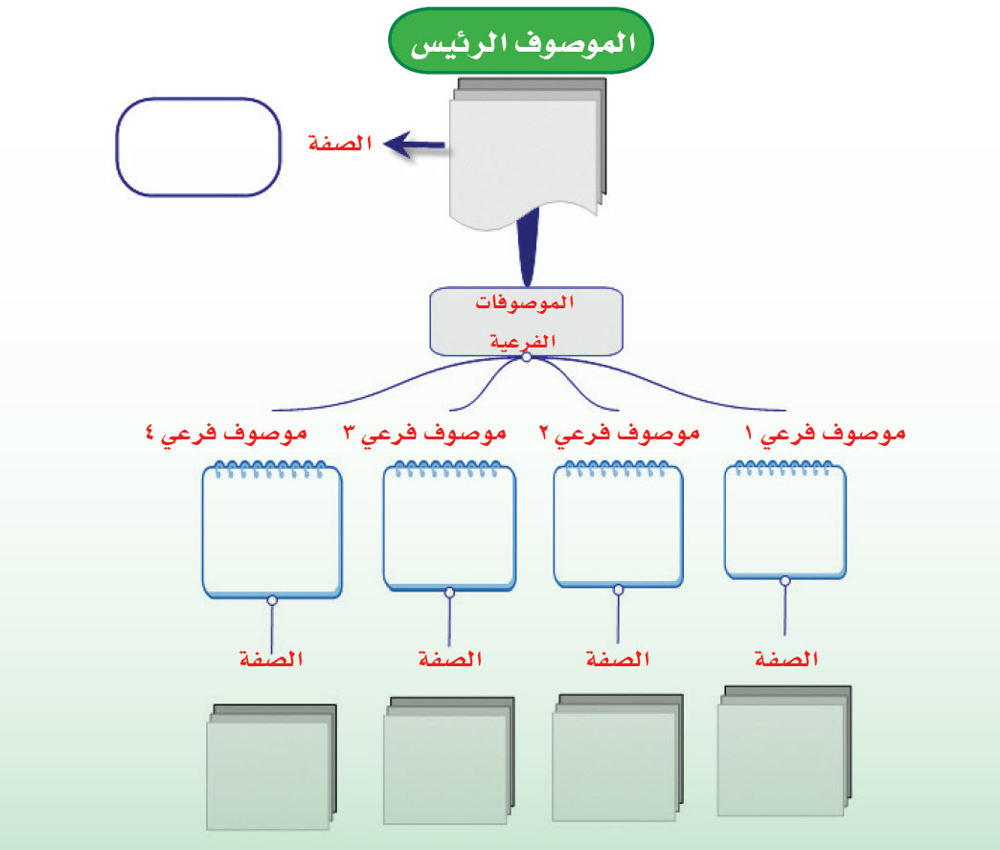 الموصوف الرئيس
الصفة
الموصوفات
الفرعية
موصوف فرعي ١
موصوف فرعي ٢
موصوف فرعي ٣
موصوف فرعي ٤
الصفة
الصفة
الصفة
الصفة